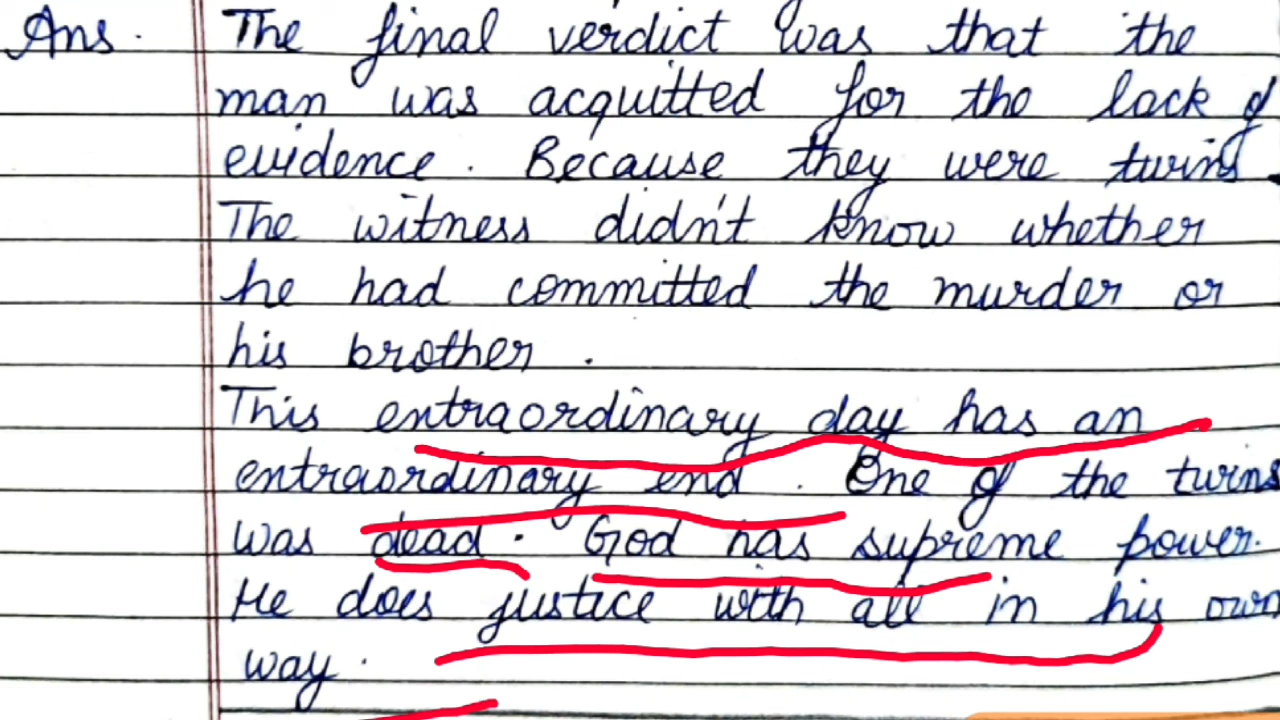 Ans. The final verdict was that the
man was acquitted for the lack of
evidence. Because they were twins.
The witness didn't know whether
he had committed the murder or
his brother.
This extraordinary day has an
extraordinary end. One of the twins
was dead. God has supreme power.
He does justice with all in his own
way.